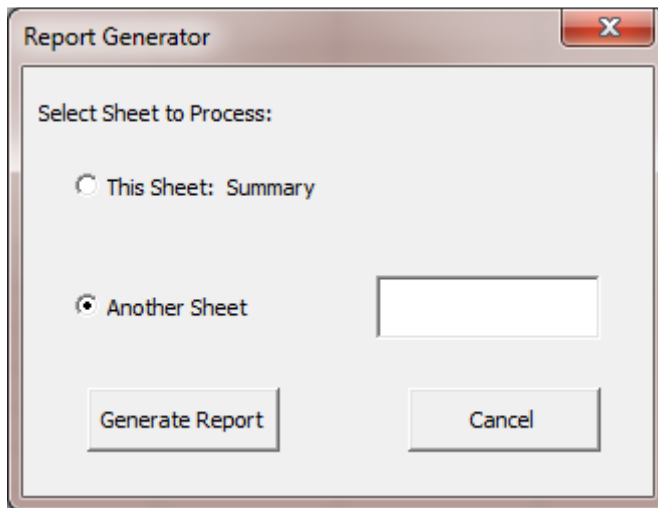 Report Generator
Select Sheet to Process:
This Sheet:  Summary
Another Sheet
Generate Report
Cancel